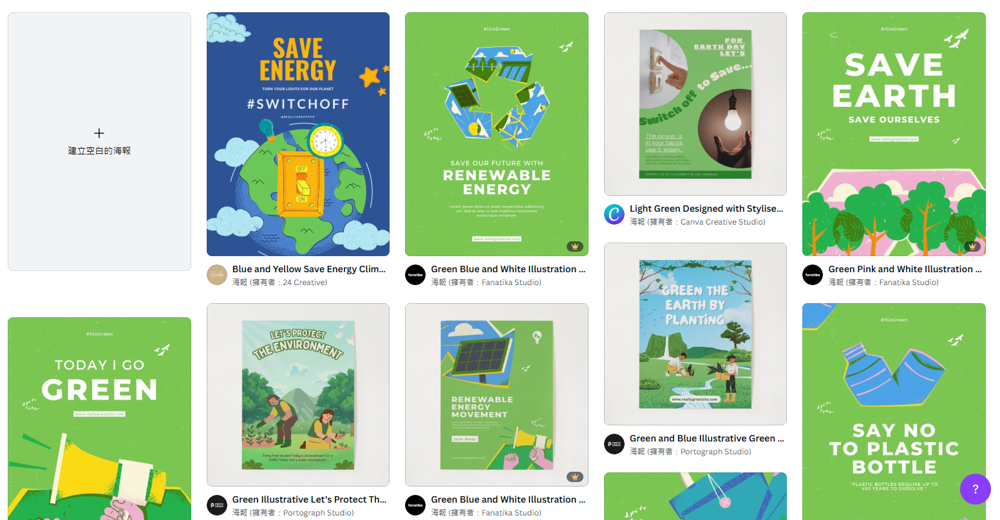 建立空白的海報
#IGoGreen
TODAY I GO
GREEN
www.reallygreatsite.com
SAVE
ENERGY
TURN YOUR LIGHTS FOR OUR PLANET
#SWITCHOFF
@REALLYGREATSITE
OFF
ON
Blue and Yellow Save Energy Clim...
海報 (擁有者：24 Creative)
LET'S PROTECT
THE ENVIRONMENT
Every tree we plant today is an investment for a
better future and a cooler environment.
PORTO
GRAPH
Green Illustrative Let's Protect Th...
海報 (擁有者：Portograph Studio)
#IGoGreen
SAVE OUR FUTURE WITH
RENEWABLE
ENERGY
Lorem ipsum dolor sit amet, consectetur adipiscing
elit. Sed at ante in sem maximus vestibulum
scelerisque vel ipsum.
www.reallygreatsite.com
fanatika
Green Blue and White Illustration ...
海報 (擁有者：Fanatika Studio)
RENEWABLE
ENERGY
MOVEMENT
Join Now!
www.reallygreatsite.com
fanatika
Green Blue and White Illustration ...
海報 (擁有者：Fanatika Studio)
FOR
EARTH DAY
LET'S
Switch off to Save...
The power is
in your hands,
use it wisely.
CONTACT US TO VOLUNTEER FOR OUR CAMPAIGN
C
Light Green Designed with Stylise...
海報 (擁有者：Canva Creative Studio)
GREEN THE
EARTH BY
PLANTING
www.reallygreatsite.com
PORTO
GRAPH
Green and Blue Illustrative Green ...
海報 (擁有者：Portograph Studio)
#IGoGreen
SAVE
EARTH
SAVE OURSELVES
www.reallygreatsite.com
fanatika
Green Pink and White Illustration ...
海報 (擁有者：Fanatika Studio)
#IGoGreen
SAY NO
TO PLASTIC
BOTTLE
"PLASTIC BOTTLES REQUIRE UP TO
450 YEARS TO DISSOLVE."
?